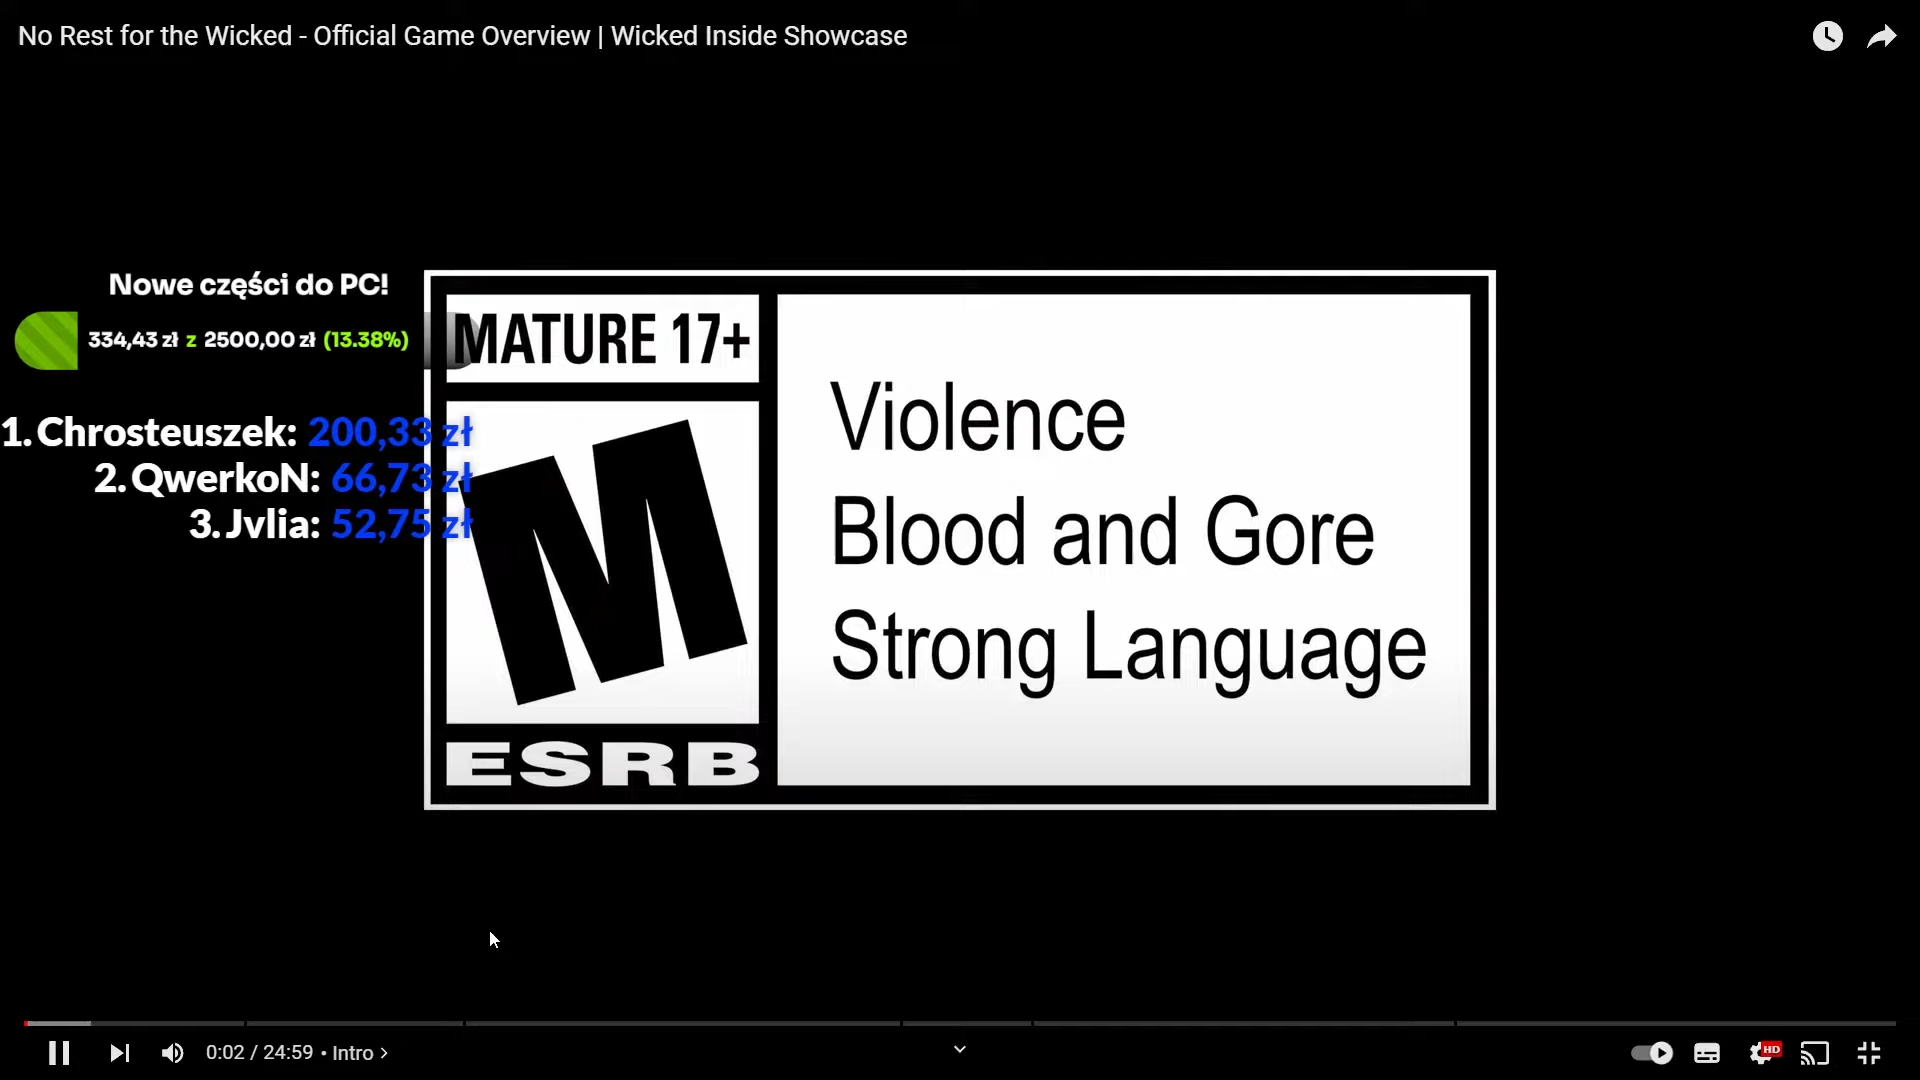 No Rest for the Wicked - Official Game Overview | Wicked Inside Showcase
Nowe części do PC!
334,43 zł z 2500,00 zł (13.38%)
1. Chrosteuszek: 200,33 zł
2. QwerkoN: 66,73 zł
3. Jvlia: 52,75 zł
MATURE 17+
M
ESRB
Violence
Blood and Gore
Strong Language
0:02 / 24:59 • Intro >
HD